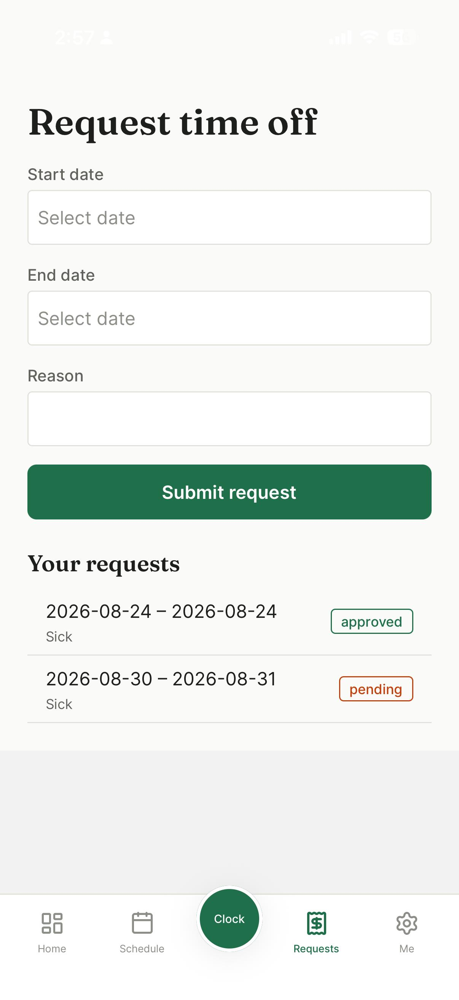 2:57
Request time off
Start date
Select date
End date
Select date
Reason
Submit request
Your requests
2026-08-24 – 2026-08-24
approved
Sick
2026-08-30 – 2026-08-31
pending
Sick
Clock
Home
Schedule
Requests
Me